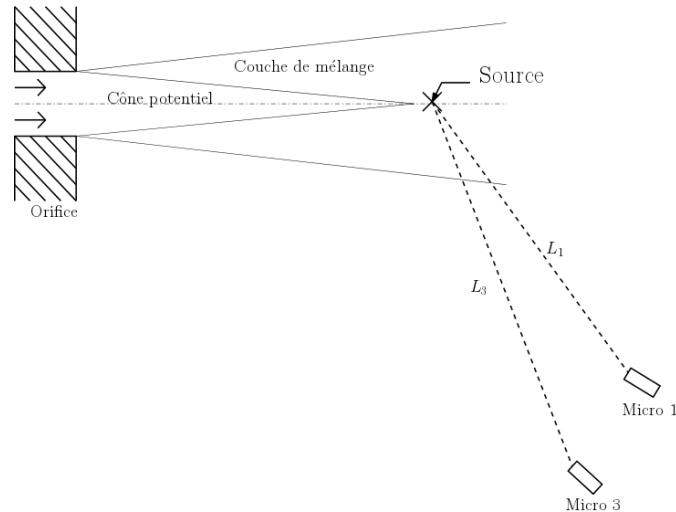 Couche de mélange
Source
Cône potentiel
Orifice
L1
L3
Micro 1
Micro 3